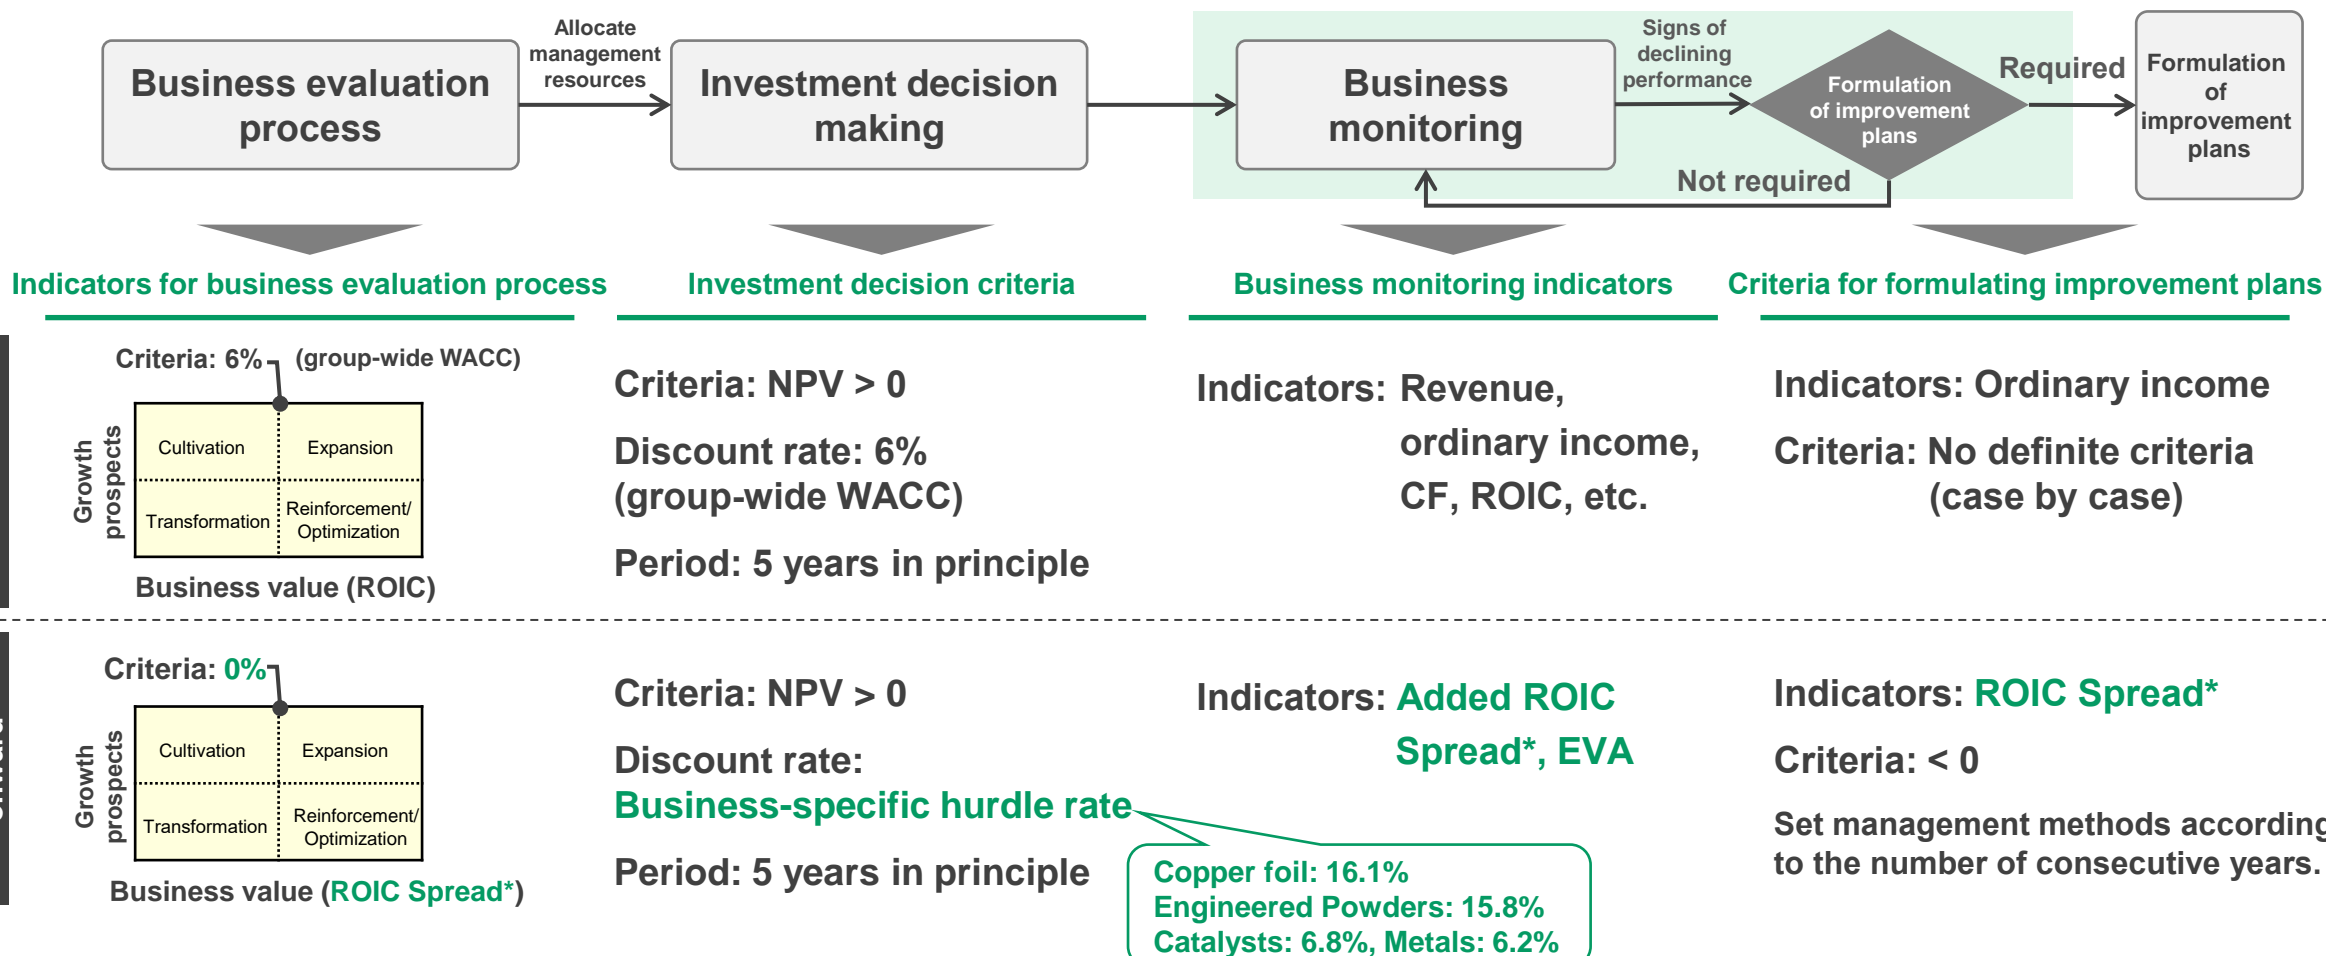 Business evaluation
process
Allocate
management
resources
Investment decision
making
Business
monitoring
Signs of
declining
performance
Formulation
of improvement
plans
Required
Not required
Formulation
of
improvement
plans
Indicators for business evaluation process
Investment decision criteria
Business monitoring indicators
Criteria for formulating improvement plans
Criteria: 6% (group-wide WACC)
Growth
prospects
Cultivation
Expansion
Transformation
Reinforcement/
Optimization
Business value (ROIC)
Criteria: NPV > 0
Discount rate: 6%
(group-wide WACC)
Period: 5 years in principle
Indicators: Revenue,
ordinary income,
CF, ROIC, etc.
Indicators: Ordinary income
Criteria: No definite criteria
(case by case)
Criteria: 0%
Growth
prospects
Cultivation
Expansion
Transformation
Reinforcement/
Optimization
Business value (ROIC Spread*)
Criteria: NPV > 0
Discount rate:
Business-specific hurdle rate
Period: 5 years in principle
Copper foil: 16.1%
Engineered Powders: 15.8%
Catalysts: 6.8%, Metals: 6.2%
Indicators: Added ROIC
Spread*, EVA
Indicators: ROIC Spread*
Criteria: < 0
Set management methods according
to the number of consecutive years.